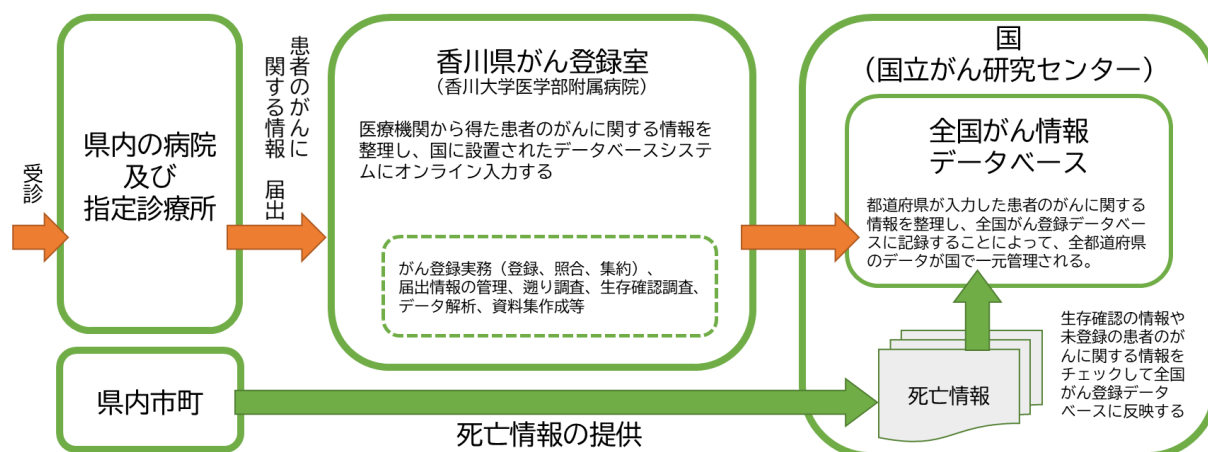 受診
県内の病院
及び
指定診療所
患者のがんに
関する情報 届出
香川県がん登録室
(香川大学医学部附属病院)
医療機関から得た患者のがんに関する情報を
整理し、国に設置されたデータベースシステ
ムにオンライン入力する
がん登録実務(登録、照合、集約)、
届出情報の管理、遡り調査、生存確認調査、
データ解析、資料集作成等
国
(国立がん研究センター)
全国がん情報
データベース
都道府県が入力した患者のがんに関する
情報を整理し、全国がん登録データベー
スに記録することによって、全都道府県
のデータが国で一元管理される。
県内市町
死亡情報の提供
死亡情報
生存確認の情報や
未登録の患者のが
んに関する情報を
チェックして全国
がん登録データ
ベースに反映する